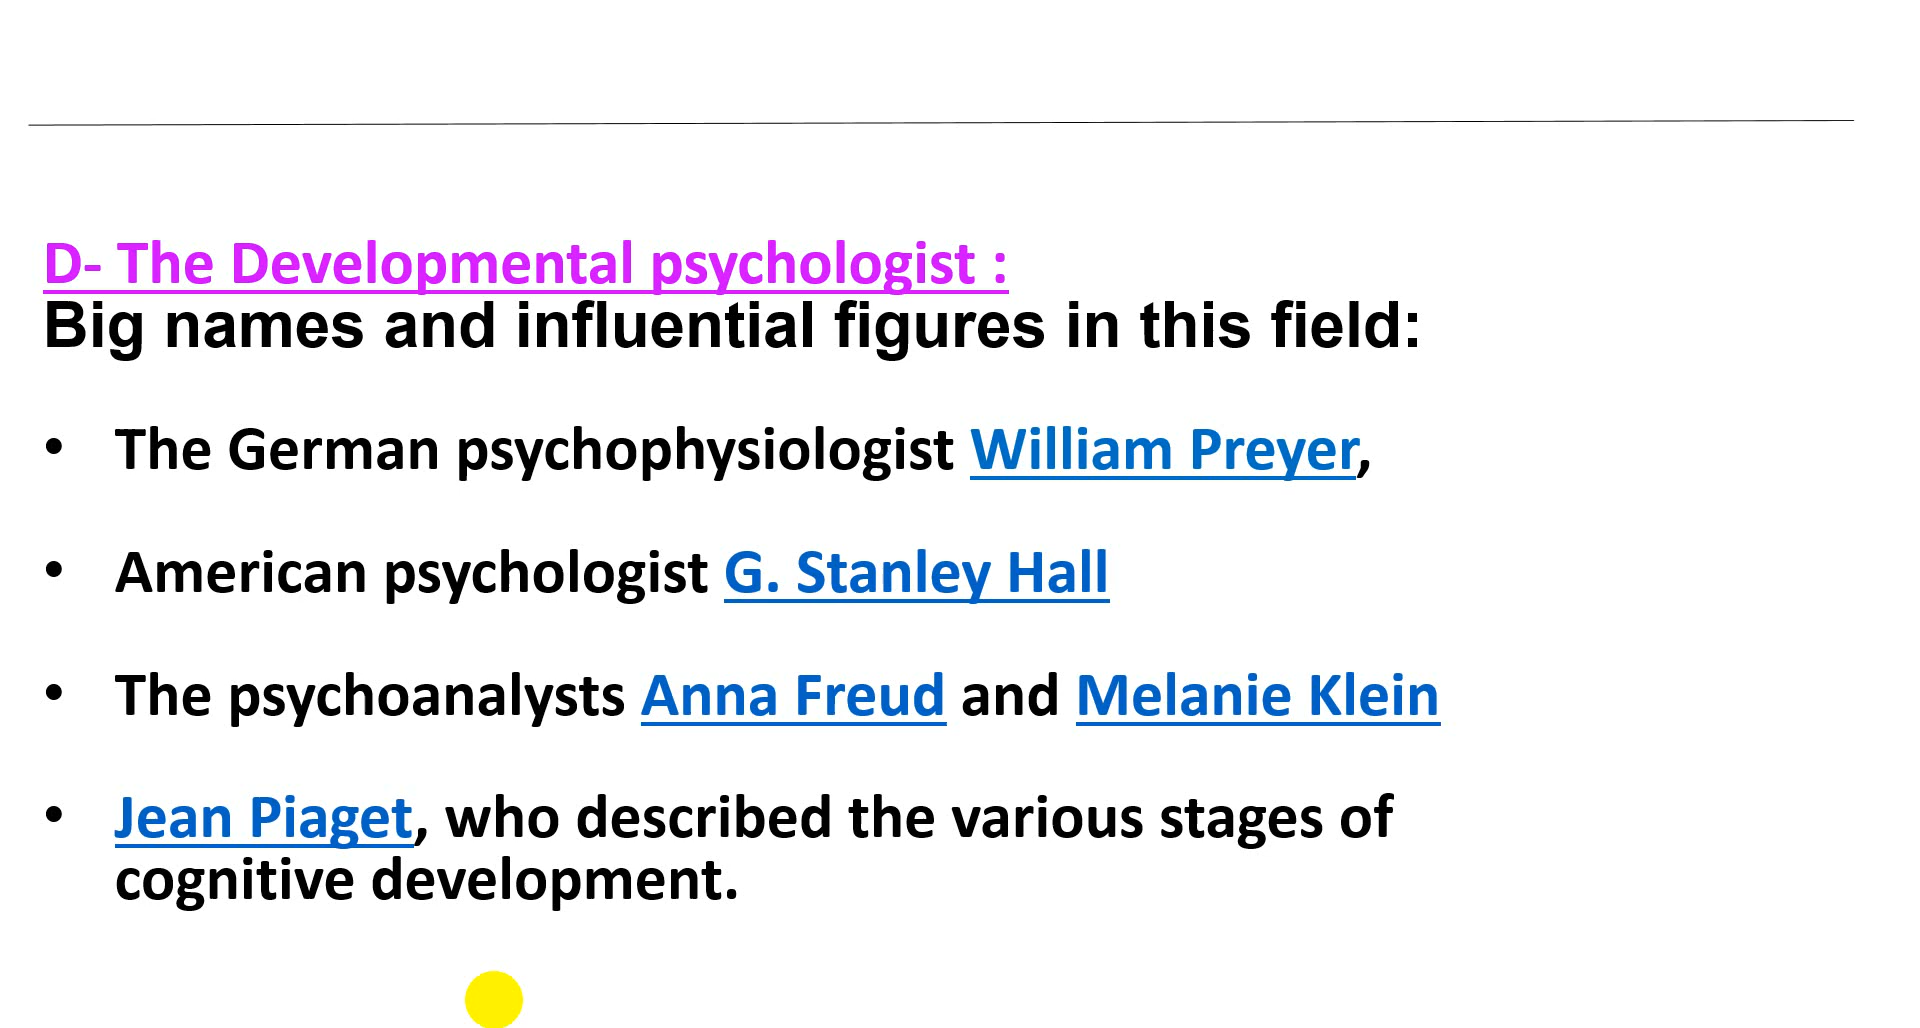 D- The Developmental psychologist :
Big names and influential figures in this field:
• The German psychophysiologist William Preyer,
• American psychologist G. Stanley Hall
• The psychoanalysts Anna Freud and Melanie Klein
• Jean Piaget, who described the various stages of
cognitive development.